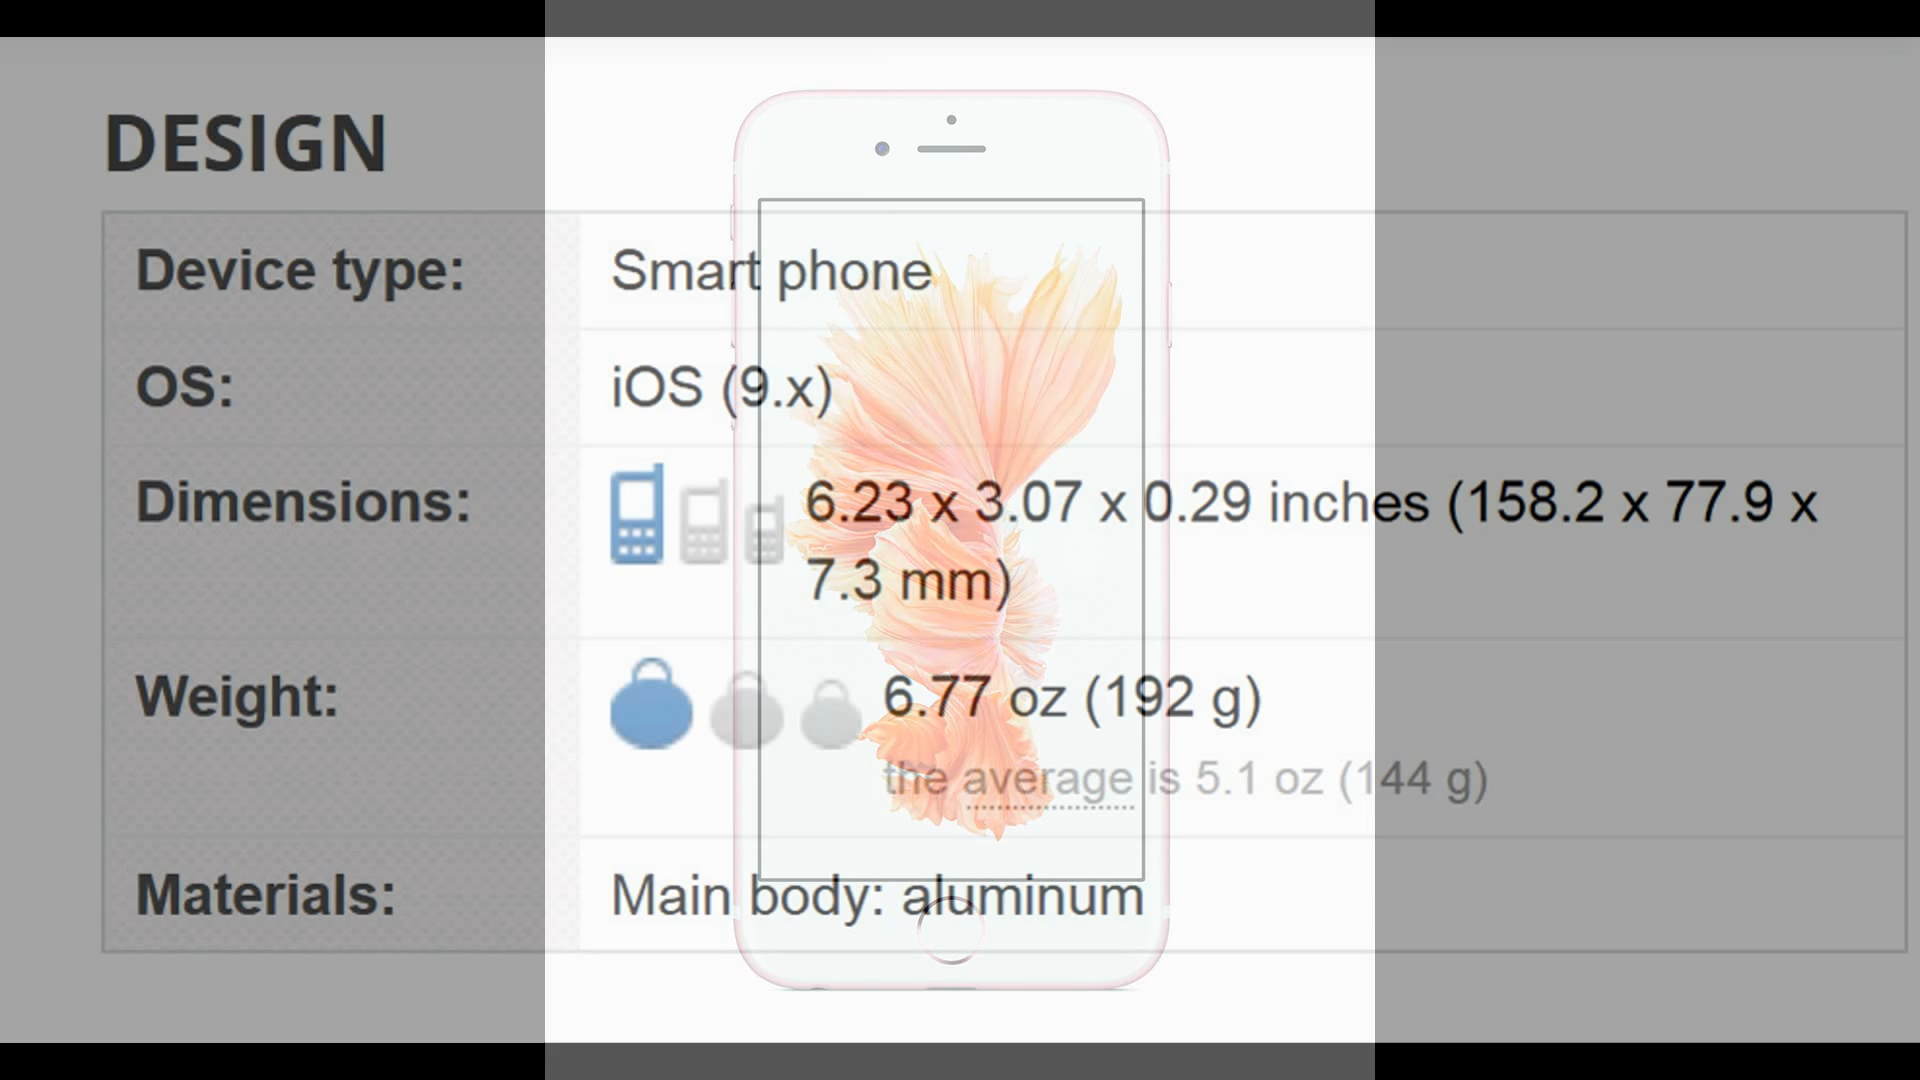 DESIGN
Device type: Smart phone
OS: iOS (9.x)
Dimensions: 6.23 x 3.07 x 0.29 inches (158.2 x 77.9 x
7.3 mm)
Weight: 6.77 oz (192 g)
the average is 5.1 oz (144 g)
Materials: Main body: aluminum